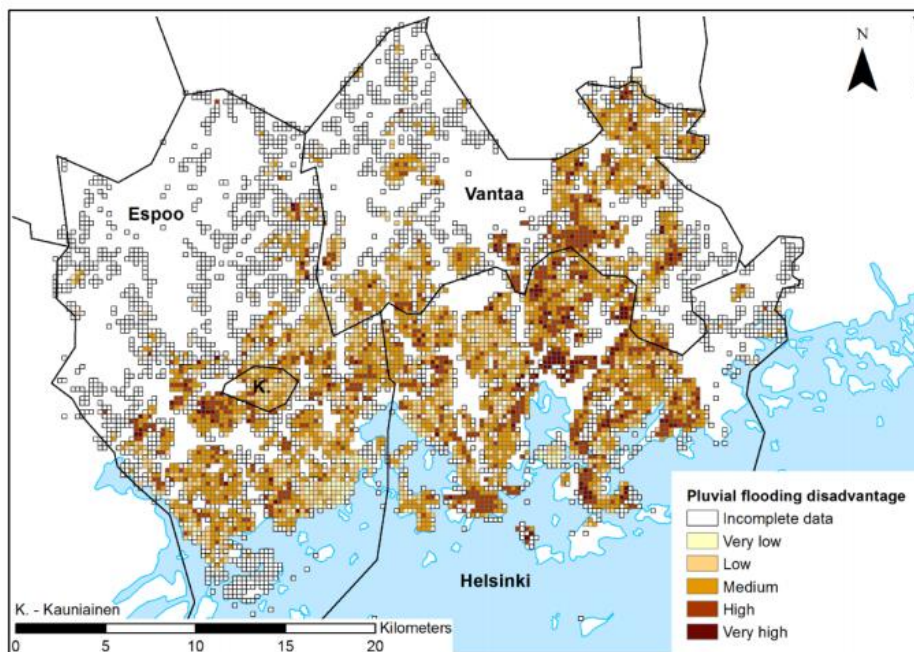 N
Vantaa
Espoo
K
Helsinki
Pluvial flooding disadvantage
Incomplete data
Very low
Low
Medium
High
Very high
K. - Kauniainen
Kilometers
0 5 10 15 20